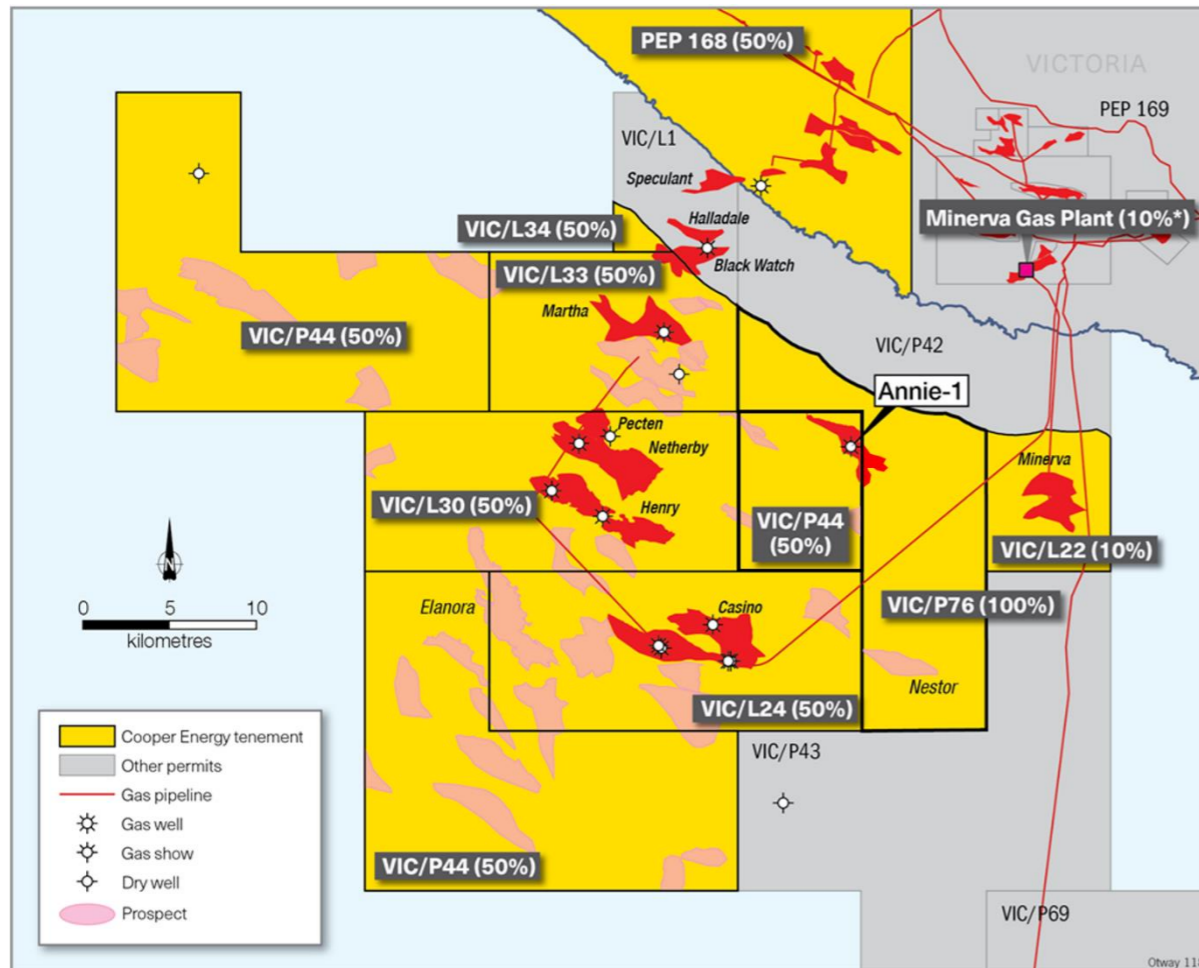 PEP 168 (50%)
VICTORIA
PEP 169
VIC/L1
Speculant
Minerva Gas Plant (10%*)
Halladale
VIC/L34 (50%)
Black Watch
VIC/L33 (50%)
Martha
VIC/P44 (50%)
VIC/P42
Annie-1
Pecten
Netherby
Minerva
VIC/L30 (50%)
Henry
VIC/P44
(50%)
VIC/L22 (10%)
N
0 5 10
kilometres
Elanora
Casino
VIC/P76 (100%)
Nestor
VIC/L24 (50%)
VIC/P43
Cooper Energy tenement
Other permits
Gas pipeline
Gas well
Gas show
Dry well
Prospect
VIC/P44 (50%)
VIC/P69